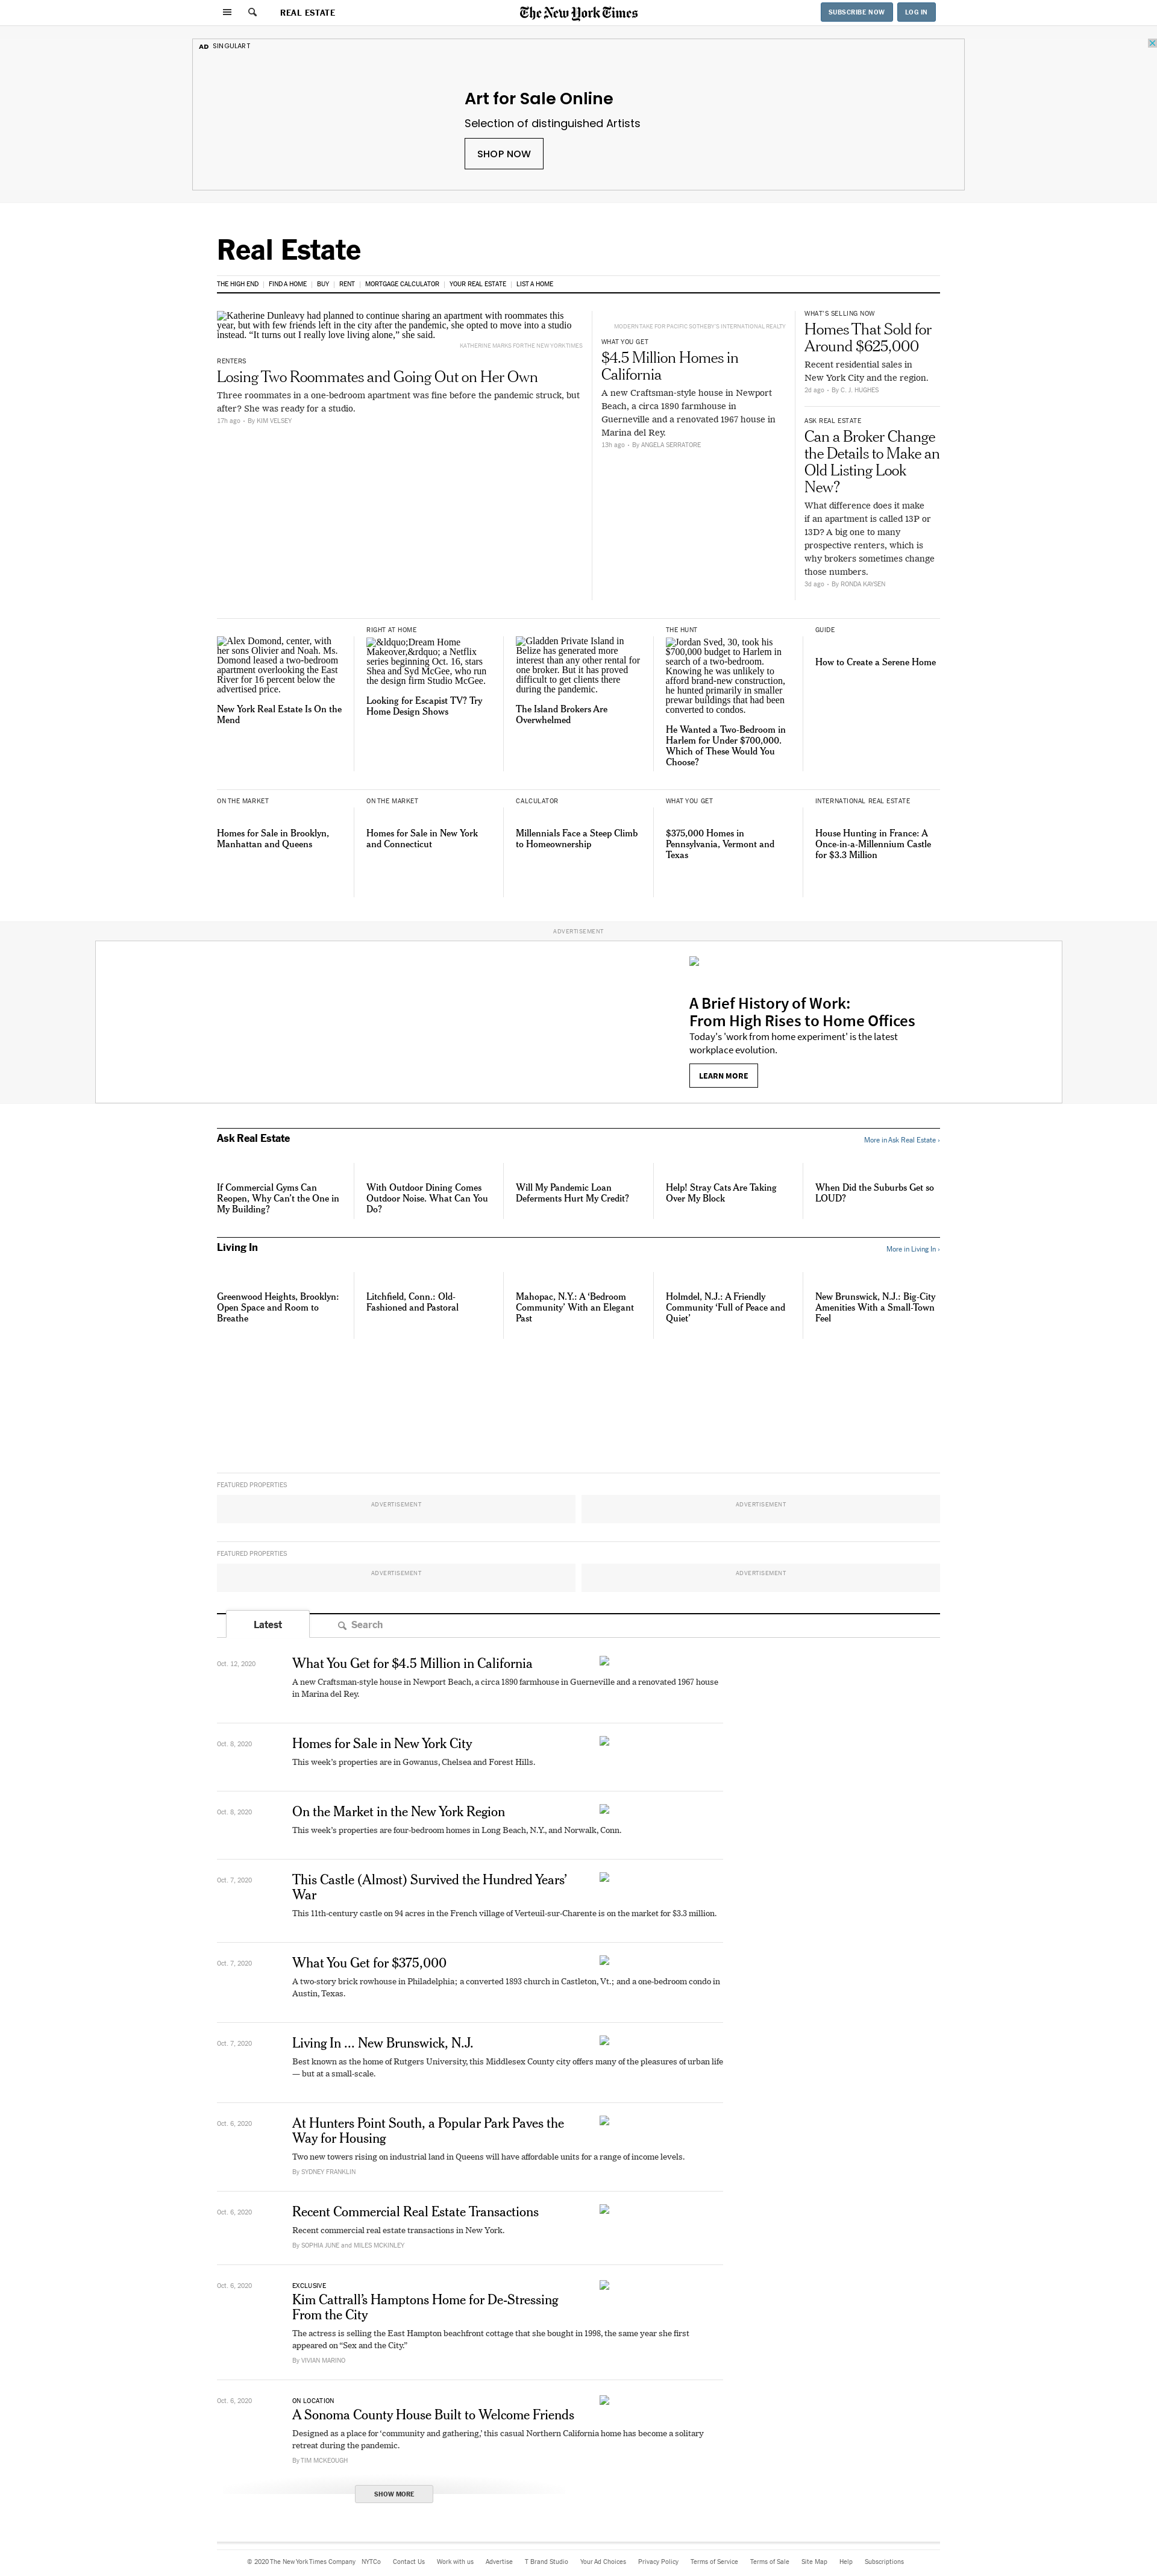 REAL ESTATE
The New York Times
SUBSCRIBE NOW
LOG IN
AD SINGULART
Art for Sale Online
Selection of distinguished Artists
SHOP NOW
Real Estate
THE HIGH END | FIND A HOME | BUY | RENT | MORTGAGE CALCULATOR | YOUR REAL ESTATE | LIST A HOME
Katherine Dunleavy had planned to continue sharing an apartment with roommates this
year, but with few friends left in the city after the pandemic, she opted to move into a studio
instead. “It turns out I really love living alone,” she said.
KATHERINE MARKS FOR THE NEW YORK TIMES
RENTERS
Losing Two Roommates and Going Out on Her Own
Three roommates in a one-bedroom apartment was fine before the pandemic struck, but
after? She was ready for a studio.
17h ago - By KIM VELSEY
MODERN TAKE FOR PACIFIC SOTHEBY'S INTERNATIONAL REALTY
WHAT YOU GET
$4.5 Million Homes in
California
A new Craftsman-style house in Newport
Beach, a circa 1890 farmhouse in
Guerneville and a renovated 1967 house in
Marina del Rey.
13h ago - By ANGELA SERRATORE
WHAT'S SELLING NOW
Homes That Sold for
Around $625,000
Recent residential sales in
New York City and the region.
2d ago - By C. J. HUGHES
ASK REAL ESTATE
Can a Broker Change
the Details to Make an
Old Listing Look
New?
What difference does it make
if an apartment is called 13P or
13D? A big one to many
prospective renters, which is
why brokers sometimes change
those numbers.
3d ago - By RONDA KAYSEN
Alex Domond, center, with
her sons Olivier and Noah. Ms.
Domond leased a two-bedroom
apartment overlooking the East
River for 16 percent below the
advertised price.
New York Real Estate Is On the
Mend
RIGHT AT HOME
&ldquo;Dream Home
Makeover,&rdquo; a Netflix
series beginning Oct. 16, stars
Shea and Syd McGee, who run
the design firm Studio McGee.
Looking for Escapist TV? Try
Home Design Shows
Gladden Private Island in
Belize has generated more
interest than any other rental for
one broker. But it has proved
difficult to get clients there
during the pandemic.
The Island Brokers Are
Overwhelmed
THE HUNT
Jordan Sved, 30, took his
$700,000 budget to Harlem in
search of a two-bedroom.
Knowing he was unlikely to
afford brand-new construction,
he hunted primarily in smaller
prewar buildings that had been
converted to condos.
He Wanted a Two-Bedroom in
Harlem for Under $700,000.
Which of These Would You
Choose?
GUIDE
How to Create a Serene Home
ON THE MARKET
Homes for Sale in Brooklyn,
Manhattan and Queens
ON THE MARKET
Homes for Sale in New York
and Connecticut
CALCULATOR
Millennials Face a Steep Climb
to Homeownership
WHAT YOU GET
$375,000 Homes in
Pennsylvania, Vermont and
Texas
INTERNATIONAL REAL ESTATE
House Hunting in France: A
Once-in-a-Millennium Castle
for $3.3 Million
ADVERTISEMENT
A Brief History of Work:
From High Rises to Home Offices
Today's 'work from home experiment' is the latest
workplace evolution.
LEARN MORE
Ask Real Estate
More in Ask Real Estate ›
If Commercial Gyms Can
Reopen, Why Can't the One in
My Building?
With Outdoor Dining Comes
Outdoor Noise. What Can You
Do?
Will My Pandemic Loan
Deferments Hurt My Credit?
Help! Stray Cats Are Taking
Over My Block
When Did the Suburbs Get so
LOUD?
Living In
More in Living In ›
Greenwood Heights, Brooklyn:
Open Space and Room to
Breathe
Litchfield, Conn.: Old-
Fashioned and Pastoral
Mahopac, N.Y.: A ‘Bedroom
Community’ With an Elegant
Past
Holmdel, N.J.: A Friendly
Community ‘Full of Peace and
Quiet’
New Brunswick, N.J.: Big-City
Amenities With a Small-Town
Feel
FEATURED PROPERTIES
ADVERTISEMENT
ADVERTISEMENT
FEATURED PROPERTIES
ADVERTISEMENT
ADVERTISEMENT
Latest
Search
Oct. 12, 2020
What You Get for $4.5 Million in California
A new Craftsman-style house in Newport Beach, a circa 1890 farmhouse in Guerneville and a renovated 1967 house
in Marina del Rey.
Oct. 8, 2020
Homes for Sale in New York City
This week’s properties are in Gowanus, Chelsea and Forest Hills.
Oct. 8, 2020
On the Market in the New York Region
This week’s properties are four-bedroom homes in Long Beach, N.Y., and Norwalk, Conn.
Oct. 7, 2020
This Castle (Almost) Survived the Hundred Years’
War
This 11th-century castle on 94 acres in the French village of Verteuil-sur-Charente is on the market for $3.3 million.
Oct. 7, 2020
What You Get for $375,000
A two-story brick rowhouse in Philadelphia; a converted 1893 church in Castleton, Vt.; and a one-bedroom condo in
Austin, Texas.
Oct. 7, 2020
Living In ... New Brunswick, N.J.
Best known as the home of Rutgers University, this Middlesex County city offers many of the pleasures of urban life
— but at a small-scale.
Oct. 6, 2020
At Hunters Point South, a Popular Park Paves the
Way for Housing
Two new towers rising on industrial land in Queens will have affordable units for a range of income levels.
By SYDNEY FRANKLIN
Oct. 6, 2020
Recent Commercial Real Estate Transactions
Recent commercial real estate transactions in New York.
By SOPHIA JUNE and MILES MCKINLEY
Oct. 6, 2020
EXCLUSIVE
Kim Cattrall’s Hamptons Home for De-Stressing
From the City
The actress is selling the East Hampton beachfront cottage that she bought in 1998, the same year she first
appeared on “Sex and the City.”
By VIVIAN MARINO
Oct. 6, 2020
ON LOCATION
A Sonoma County House Built to Welcome Friends
Designed as a place for ‘community and gathering,’ this casual Northern California home has become a solitary
retreat during the pandemic.
By TIM MCKEOUGH
SHOW MORE
© 2020 The New York Times Company NYTCo Contact Us Work with us Advertise T Brand Studio Your Ad Choices Privacy Policy Terms of Service Terms of Sale Site Map Help Subscriptions